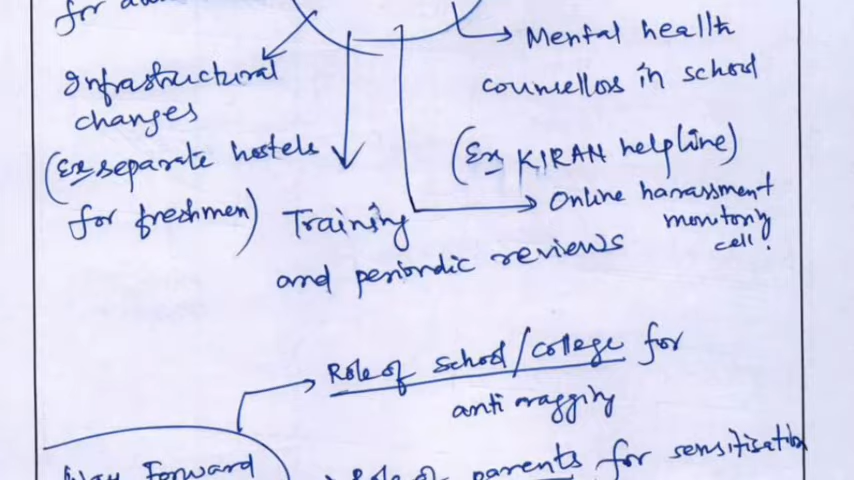 for
Infrastructural
changes
(Ex separate hostels
for freshmen)
Mental health
counsellors in school
(Ex KIRAN helpline)
Online harassment
monitoring
cell.
Training
and periodic reviews
Role of school/college for
anti ragging
Way Forward
Role of parents for sensitisation